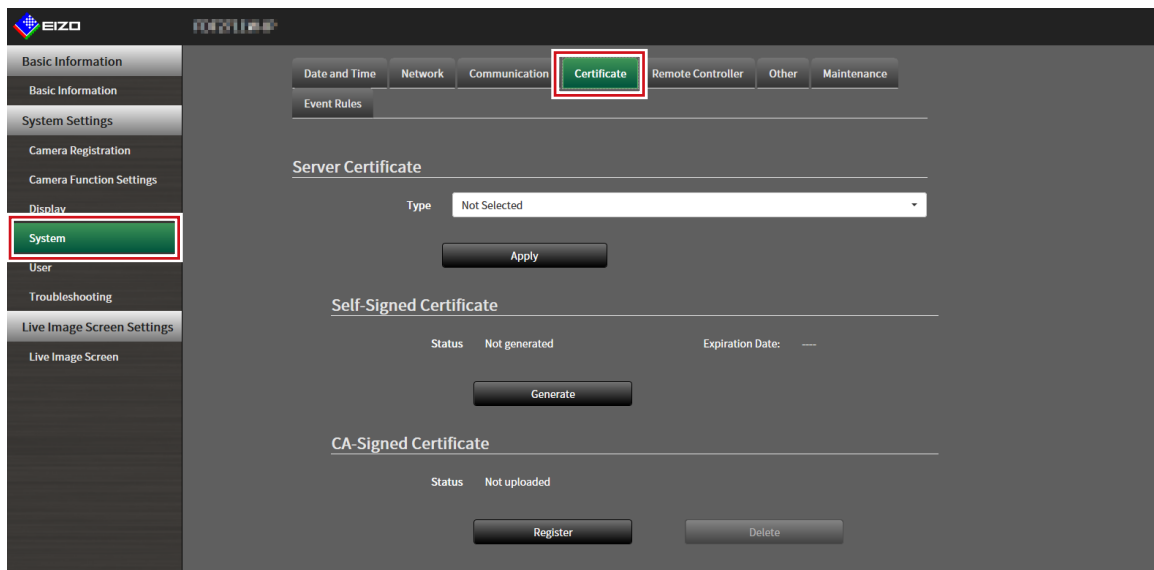 EIZO
Basic Information
Basic Information
System Settings
Camera Registration
Camera Function Settings
Display
System
User
Troubleshooting
Live Image Screen Settings
Live Image Screen
Date and Time Network Communication Certificate Remote Controller Other Maintenance
Event Rules
Server Certificate
Type Not Selected
Apply
Self-Signed Certificate
Status Not generated Expiration Date: ----
Generate
CA-Signed Certificate
Status Not uploaded
Register Delete